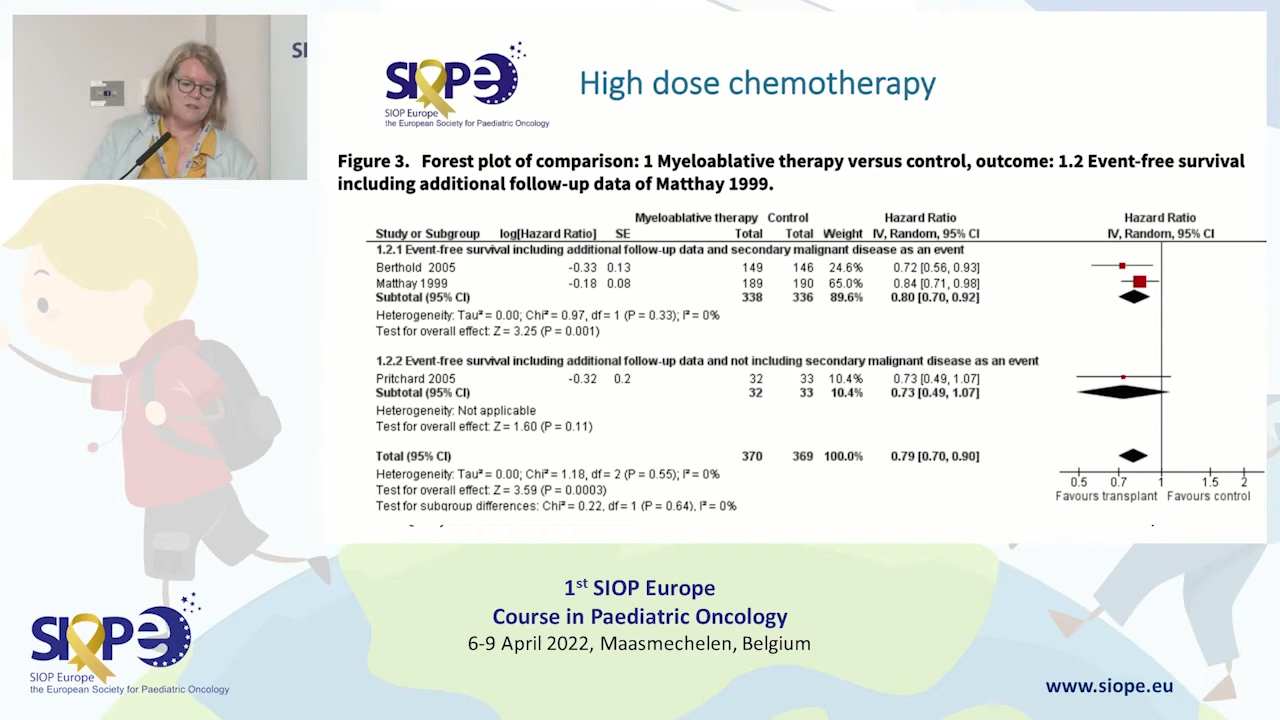 SI
SIOPe
SIOP Europe
the European Society for Paediatric Oncology
High dose chemotherapy
Figure 3. Forest plot of comparison: 1 Myeloablative therapy versus control, outcome: 1.2 Event-free survival
including additional follow-up data of Matthay 1999.
Myeloablative therapy Control Hazard Ratio Hazard Ratio
Study or Subgroup log[Hazard Ratio] SE Total Total Weight IV, Random, 95% CI IV, Random, 95% CI
1.2.1 Event-free survival including additional follow-up data and secondary malignant disease as an event
Berthold 2005 -0.33 0.13 149 146 24.6% 0.72 [0.56, 0.93]
Matthay 1999 -0.18 0.08 189 190 65.0% 0.84 [0.71, 0.98]
Subtotal (95% CI) 338 336 89.6% 0.80 [0.70, 0.92]
Heterogeneity: Tau² = 0.00; Chi² = 0.97, df = 1 (P = 0.33); I² = 0%
Test for overall effect: Z = 3.25 (P = 0.001)
1.2.2 Event-free survival including additional follow-up data and not including secondary malignant disease as an event
Pritchard 2005 -0.32 0.2 32 33 10.4% 0.73 [0.49, 1.07]
Subtotal (95% CI) 32 33 10.4% 0.73 [0.49, 1.07]
Heterogeneity: Not applicable
Test for overall effect: Z = 1.60 (P = 0.11)
Total (95% CI) 370 369 100.0% 0.79 [0.70, 0.90]
Heterogeneity: Tau² = 0.00; Chi² = 1.18, df = 2 (P = 0.55); I² = 0%
Test for overall effect: Z = 3.59 (P = 0.0003)
Test for subgroup differences: Chi² = 0.22, df = 1 (P = 0.64), I² = 0%
0.5 0.7 1 1.5 2
Favours transplant Favours control
1st SIOP Europe
Course in Paediatric Oncology
6-9 April 2022, Maasmechelen, Belgium
SIOPe
SIOP Europe
the European Society for Paediatric Oncology
www.siope.eu